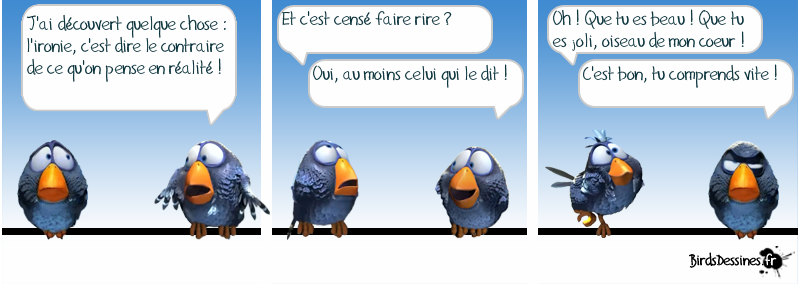 J'ai découvert quelque chose :
l'ironie, c'est dire le contraire
de ce qu'on pense en réalité !
Et c'est censé faire rire ?
Oui, au moins celui qui le dit !
Oh ! Que tu es beau ! Que tu
es joli, oiseau de mon coeur !
C'est bon, tu comprends vite !
BirdsDessines.fr